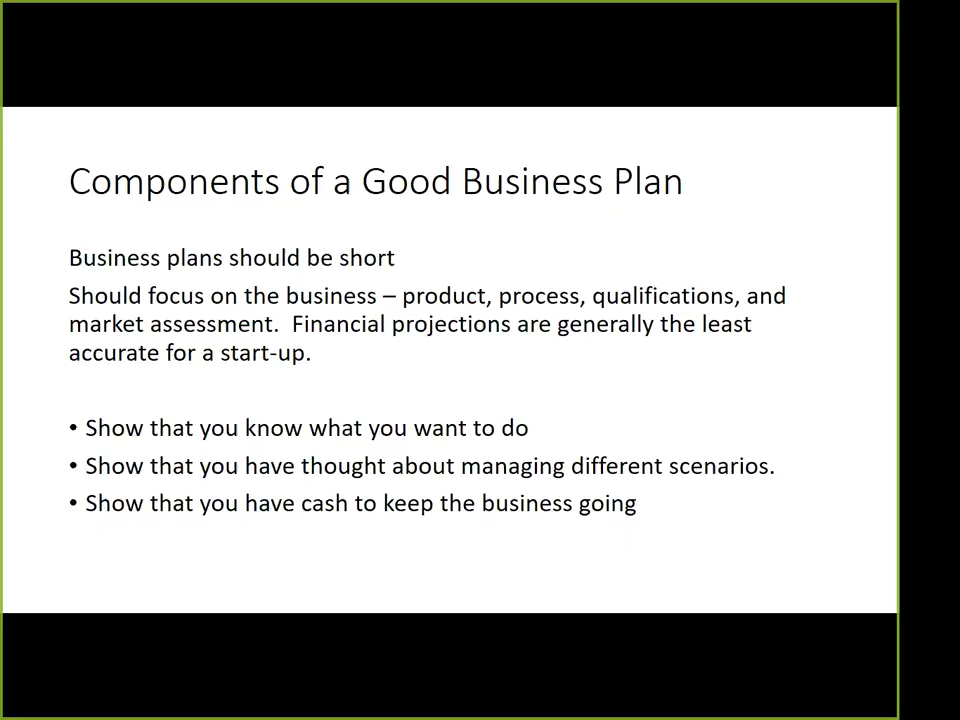 Components of a Good Business Plan
Business plans should be short
Should focus on the business – product, process, qualifications, and
market assessment.  Financial projections are generally the least
accurate for a start-up.
• Show that you know what you want to do
• Show that you have thought about managing different scenarios.
• Show that you have cash to keep the business going